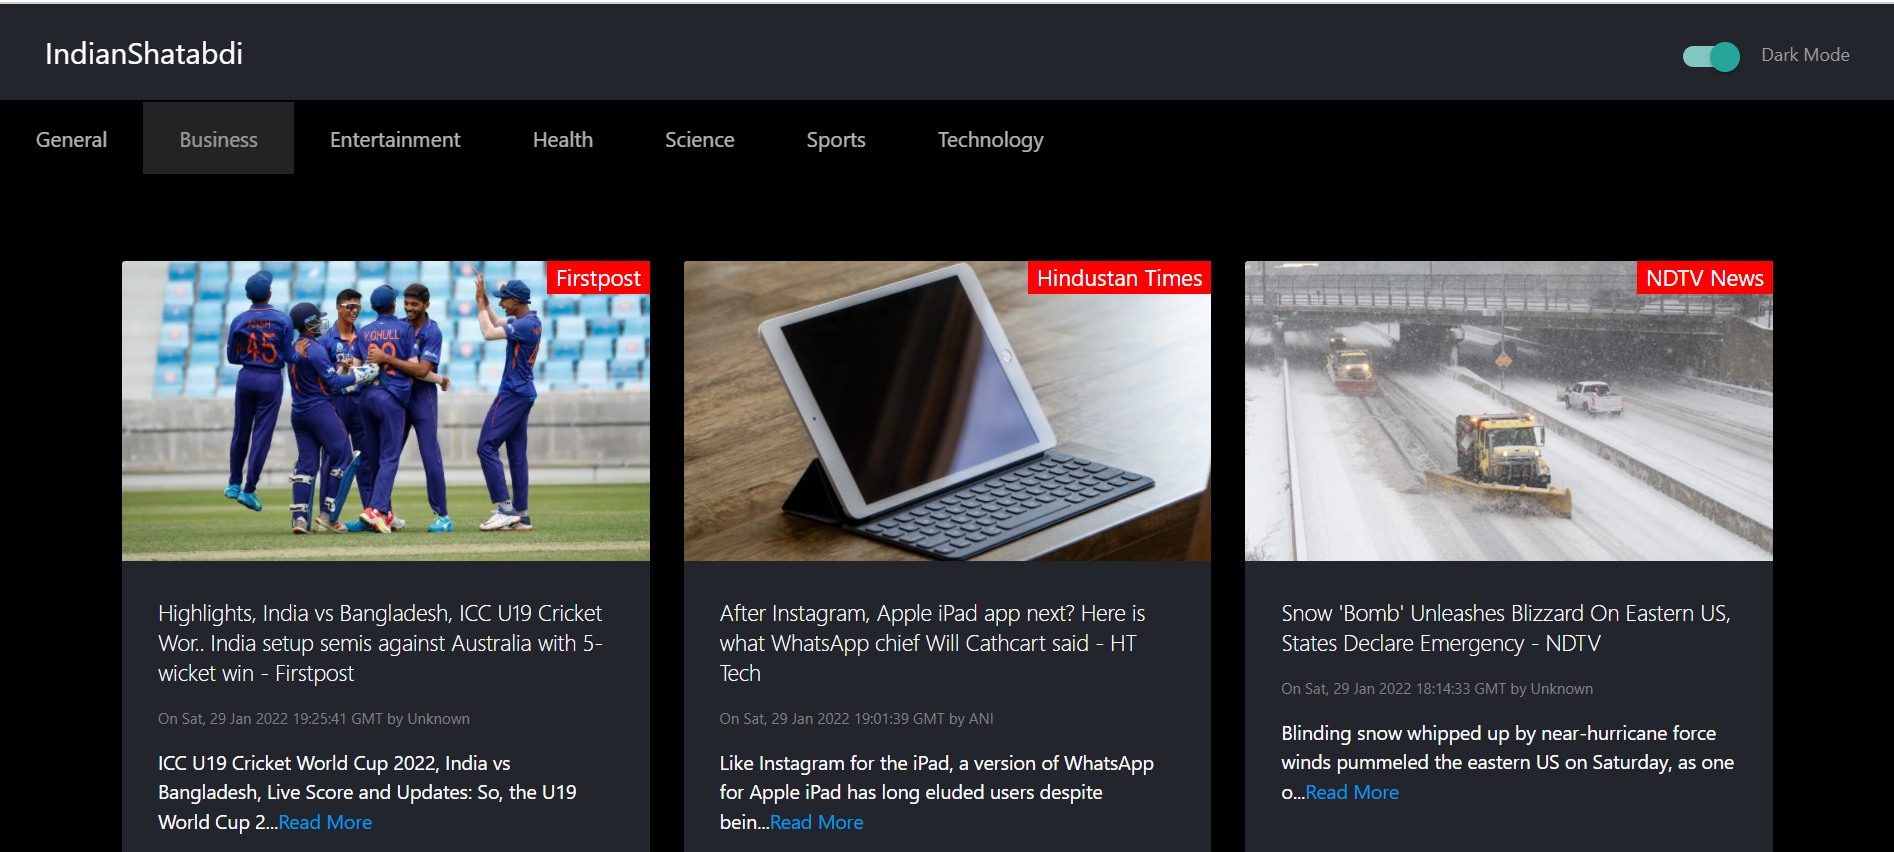 IndianShatabdi
Dark Mode
General
Business
Entertainment
Health
Science
Sports
Technology
Firstpost
ANSH
45
Y.DHULL
Highlights, India vs Bangladesh, ICC U19 Cricket
Wor.. India setup semis against Australia with 5-
wicket win - Firstpost
On Sat, 29 Jan 2022 19:25:41 GMT by Unknown
ICC U19 Cricket World Cup 2022, India vs
Bangladesh, Live Score and Updates: So, the U19
World Cup 2...Read More
Hindustan Times
After Instagram, Apple iPad app next? Here is
what WhatsApp chief Will Cathcart said - HT
Tech
On Sat, 29 Jan 2022 19:01:39 GMT by ANI
Like Instagram for the iPad, a version of WhatsApp
for Apple iPad has long eluded users despite
bein...Read More
NDTV News
Snow 'Bomb' Unleashes Blizzard On Eastern US,
States Declare Emergency - NDTV
On Sat, 29 Jan 2022 18:14:33 GMT by Unknown
Blinding snow whipped up by near-hurricane force
winds pummeled the eastern US on Saturday, as one
o...Read More